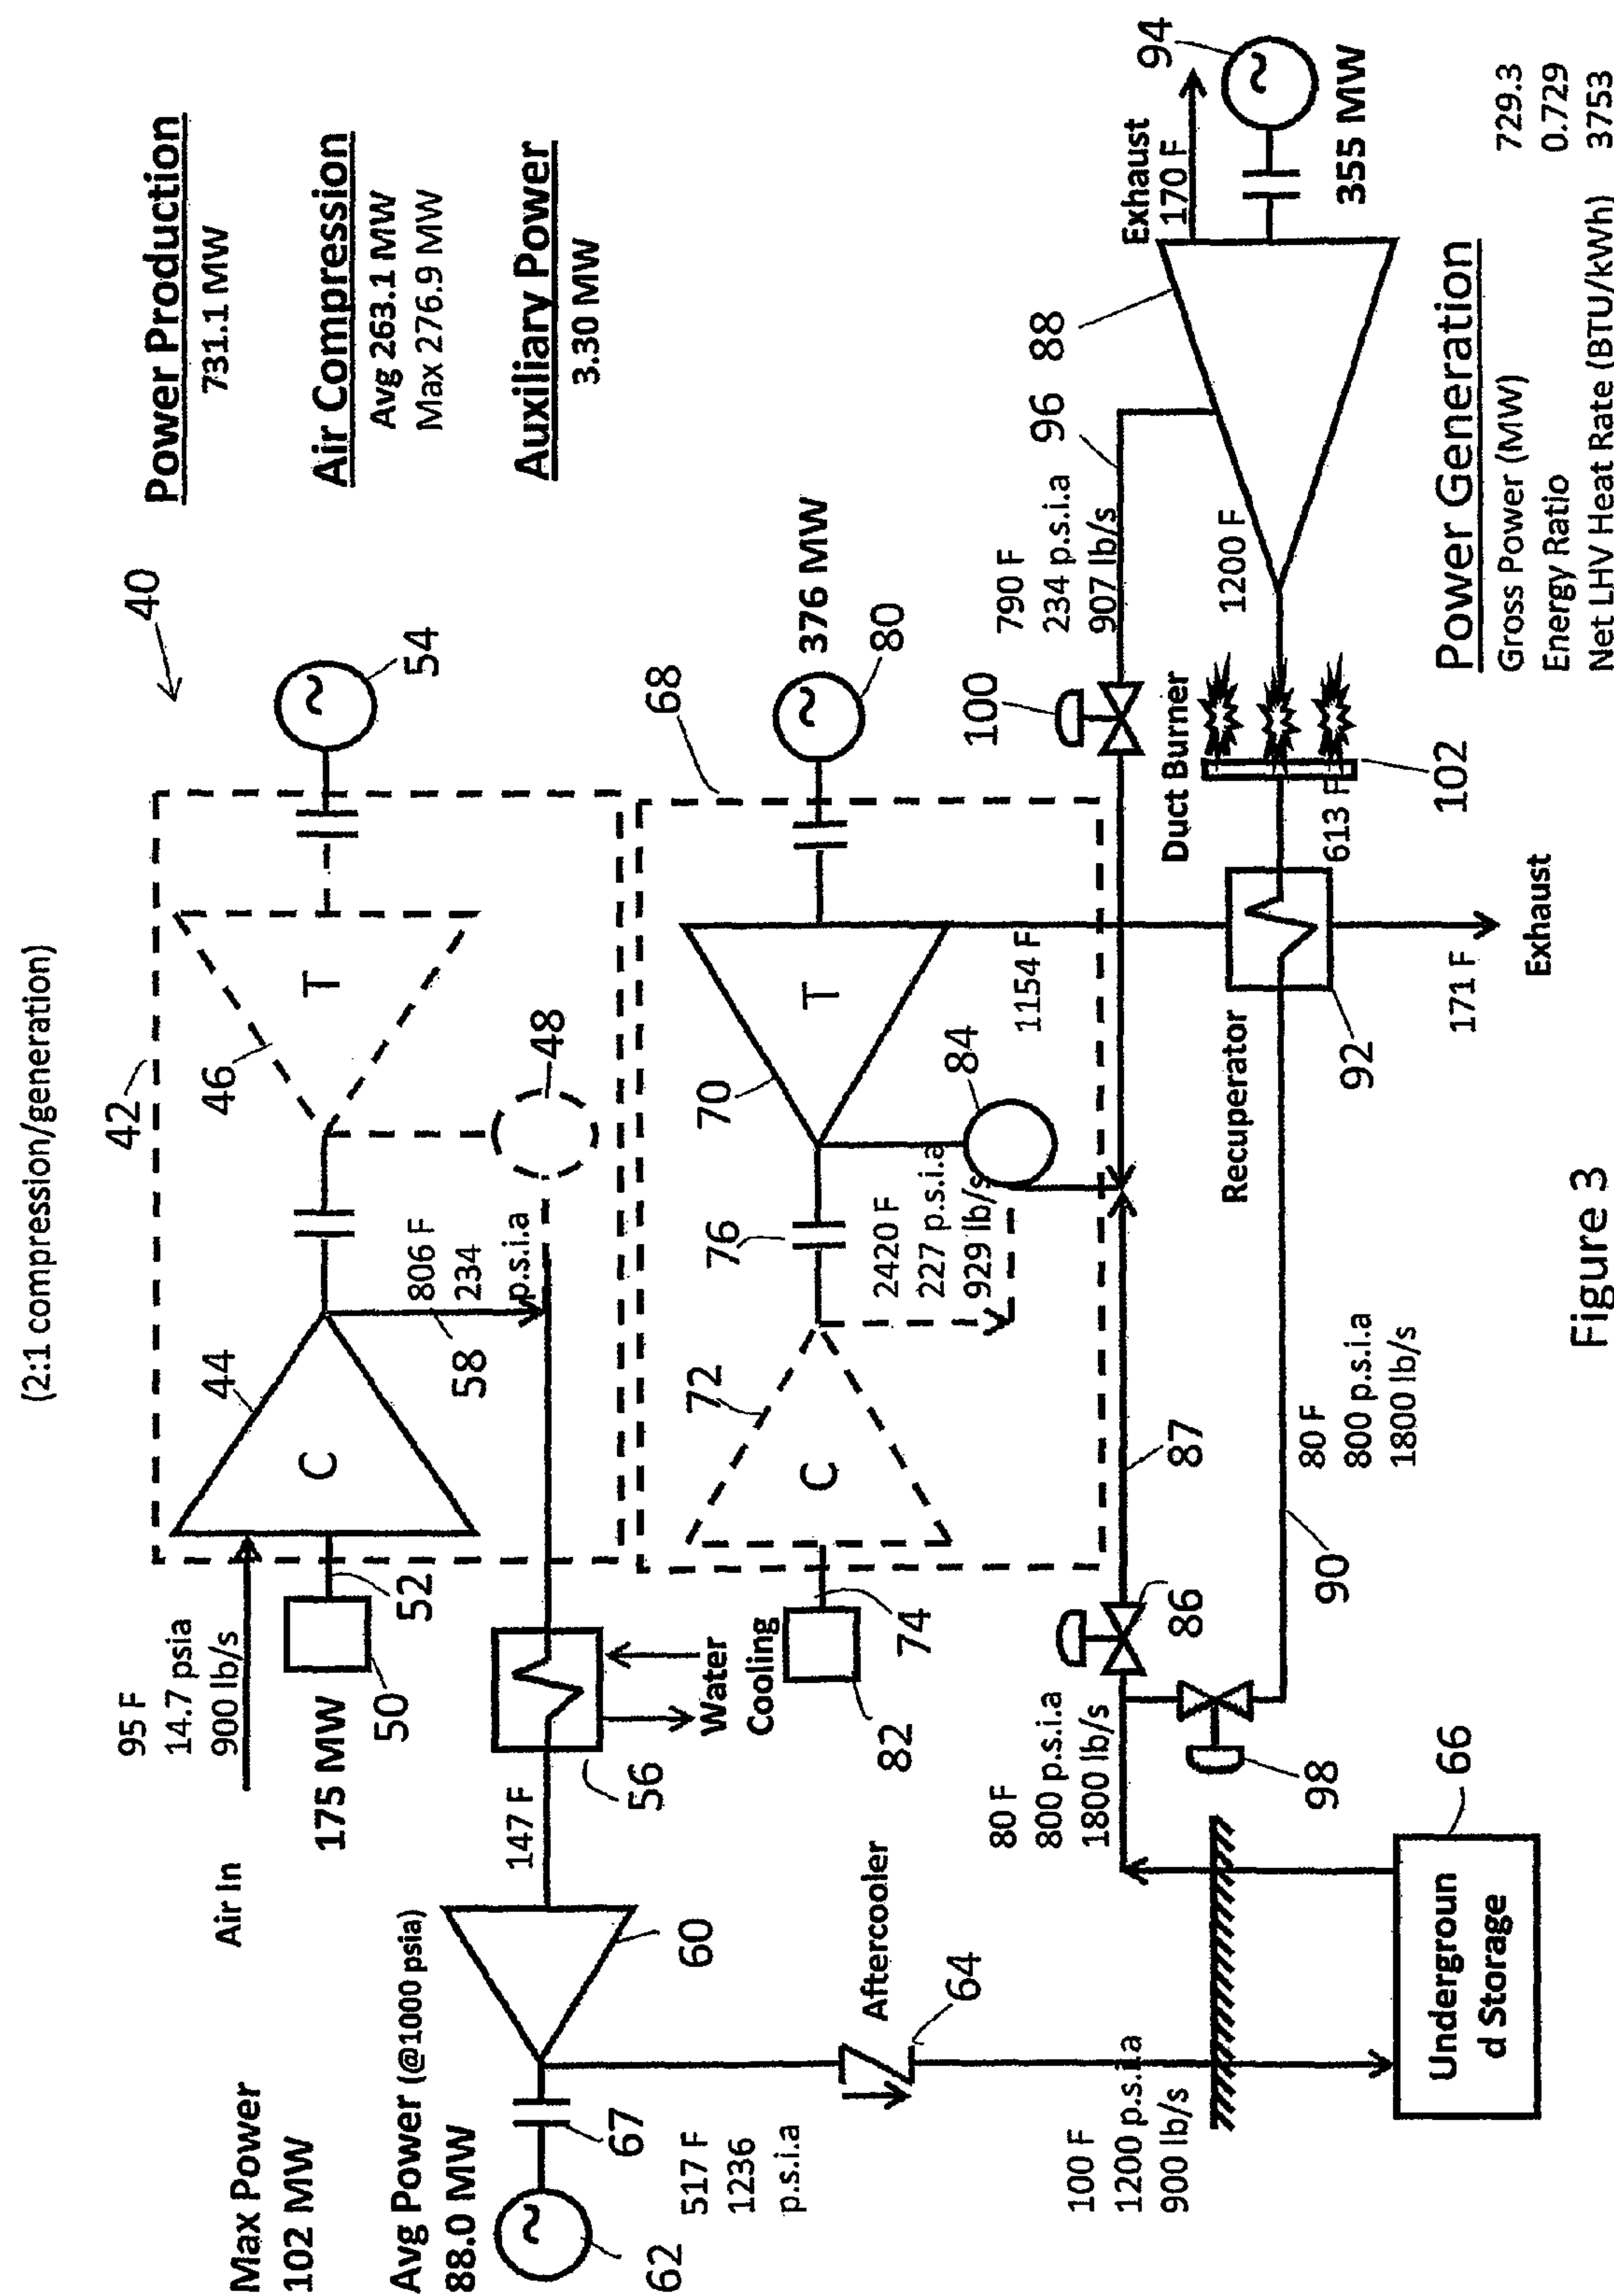 (2:1 compression/generation)
40
Power Production
731.1 MW
Air Compression
Avg 263.1 MW
Max 276.9 MW
Auxiliary Power
3.30 MW
42
44
C
46
T
48
54
95 F
14.7 psia
900 lb/s
Air In
175 MW
50
52
806 F
234
p.s.i.a
58
Max Power
102 MW
Avg Power (@1000 psia)
88.0 MW
147 F
56
Water
Cooling
60
62
67
517 F
1236
p.s.i.a
Aftercooler
64
100 F
1200 p.s.i.a
900 lb/s
68
70
T
72
C
74
76
82
376 MW
80
2420 F
227 p.s.i.a
929 lb/s
84
1154 F
80 F
800 p.s.i.a
1800 lb/s
86
87
98
66
Undergroun
d Storage
80 F
800 p.s.i.a
1800 lb/s
90
Recuperator
92
171 F
Exhaust
613 F
Duct Burner
102
100
790 F
234 p.s.i.a
907 lb/s
96
88
1200 F
Exhaust
170 F
94
355 MW
Power Generation
Gross Power (MW) 729.3
Energy Ratio 0.729
Net LHV Heat Rate (BTU/kWh) 3753
Figure 3